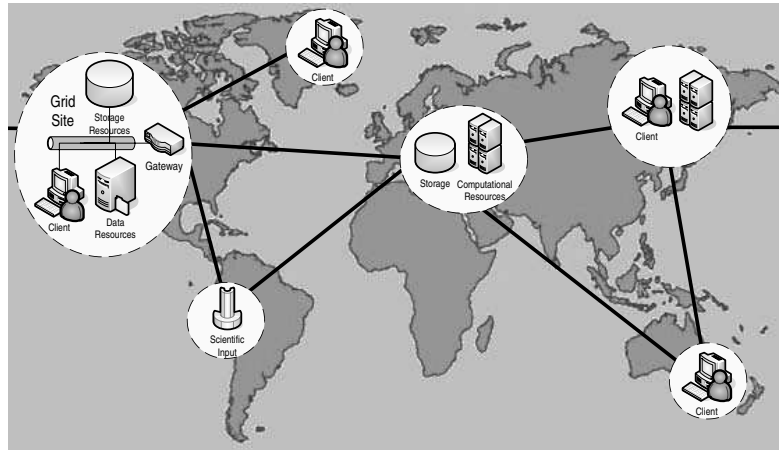 Client
Grid
Site
Storage
Resources
Gateway
Client
Data
Resources
Storage
Computational
Resources
Client
Scientific
Input
Client